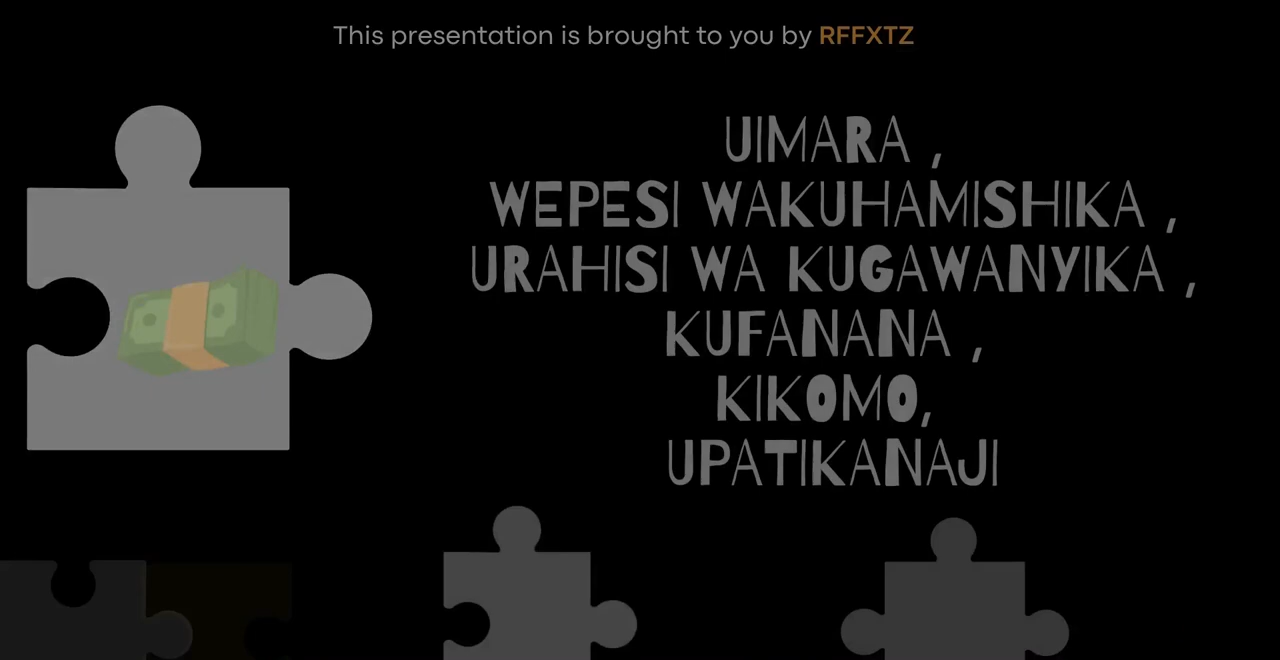 This presentation is brought to you by RFFXTZ
UIMARA ,
WEPESI WAKUHAMISHIKA ,
URAHISI WA KUGAWANYIKA ,
KUFANANA ,
KIKOMO,
UPATIKANAJI